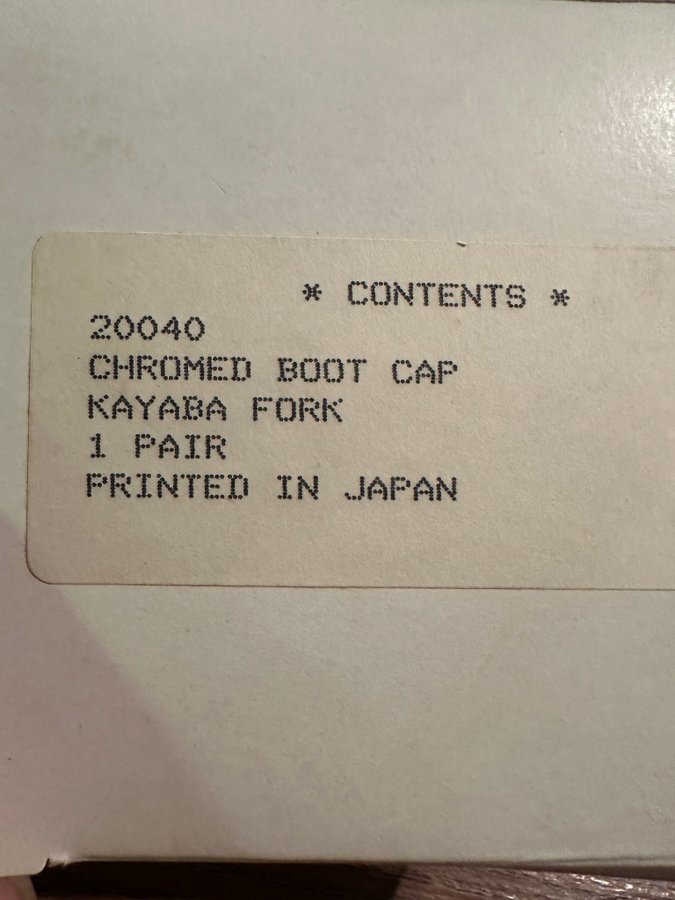 * CONTENTS *
20040
CHROMED BOOT CAP
KAYABA FORK
1 PAIR
PRINTED IN JAPAN